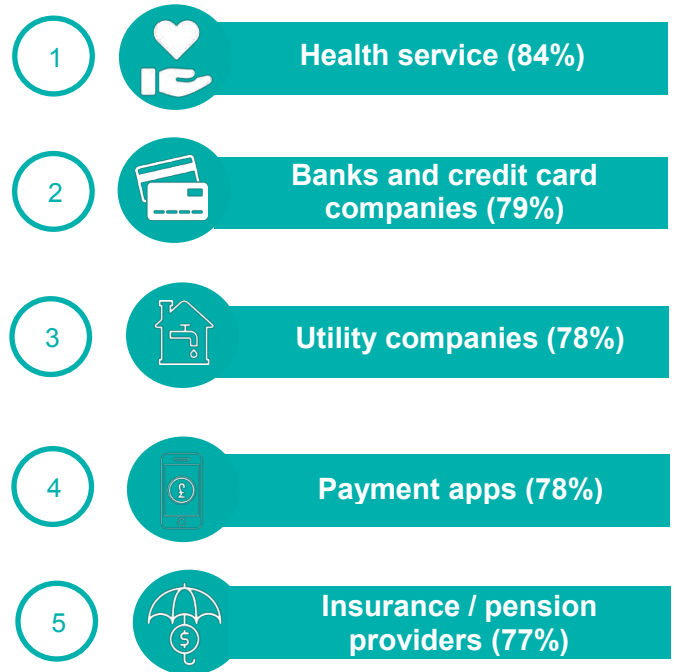 1
Health service (84%)
2
Banks and credit card
companies (79%)
3
Utility companies (78%)
4
£
Payment apps (78%)
5
$
Insurance / pension
providers (77%)